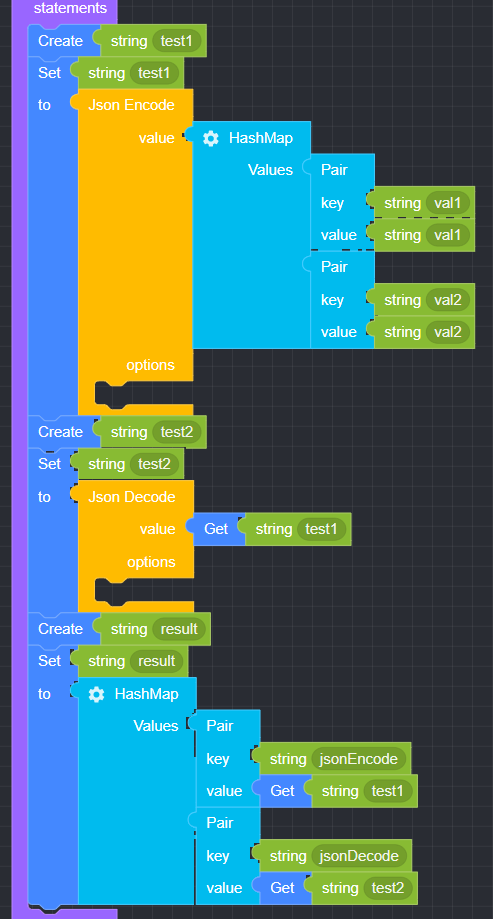 statements
Create string test1
Set string test1
to Json Encode
value HashMap
Values Pair
key string val1
value string val1
Pair
key string val2
value string val2
options
Create string test2
Set string test2
to Json Decode
value Get string test1
options
Create string result
Set string result
to HashMap
Values Pair
key string jsonEncode
value Get string test1
Pair
key string jsonDecode
value Get string test2